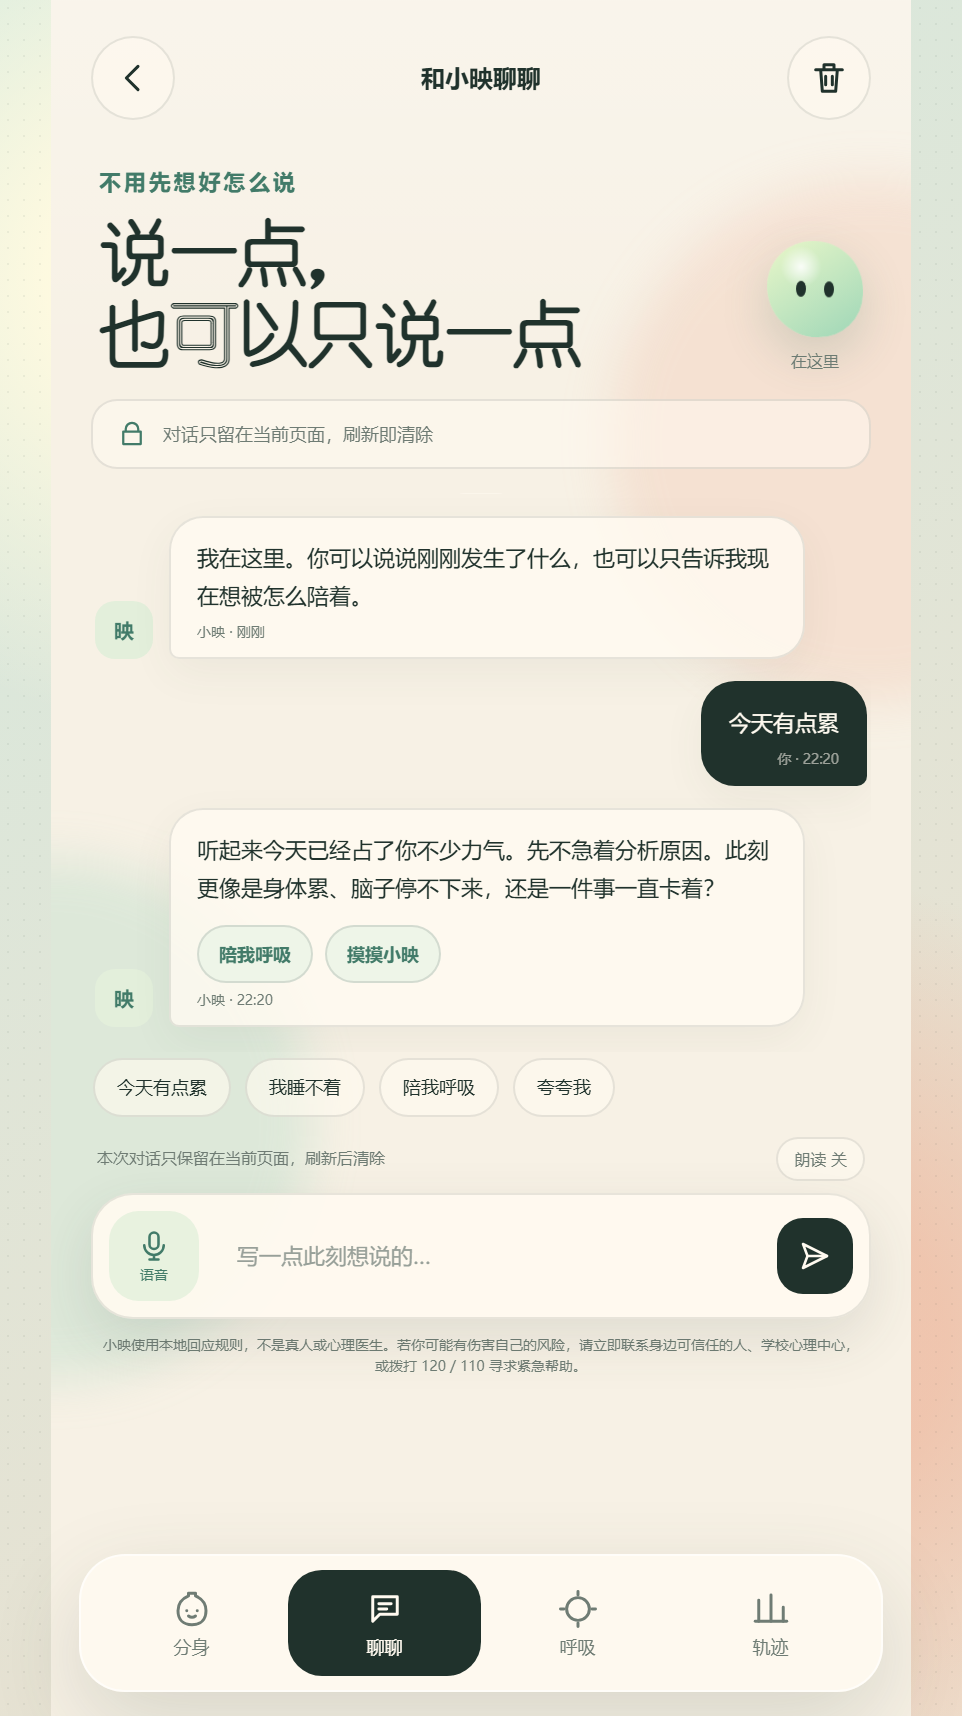 和小映聊聊
不用先想好怎么说
说一点，
也可以只说一点
在这里
对话只留在当前页面，刷新即清除
我在这里。你可以说说刚刚发生了什么，也可以只告诉我现
在想被怎么陪着。
小映 · 刚刚
映
今天有点累
你 · 22:20
听起来今天已经占了你不少力气。先不急着分析原因。此刻
更像是身体累、脑子停不下来，还是一件事一直卡着？
陪我呼吸 摸摸小映
小映 · 22:20
映
今天有点累 我睡不着 陪我呼吸 夸夸我
本次对话只保留在当前页面，刷新后清除
朗读 关
语音
写一点此刻想说的...
小映使用本地回应规则，不是真人或心理医生。若你可能有伤害自己的风险，请立即联系身边可信任的人、学校心理中心，
或拨打 120 / 110 寻求紧急帮助。
分身 聊聊 呼吸 轨迹